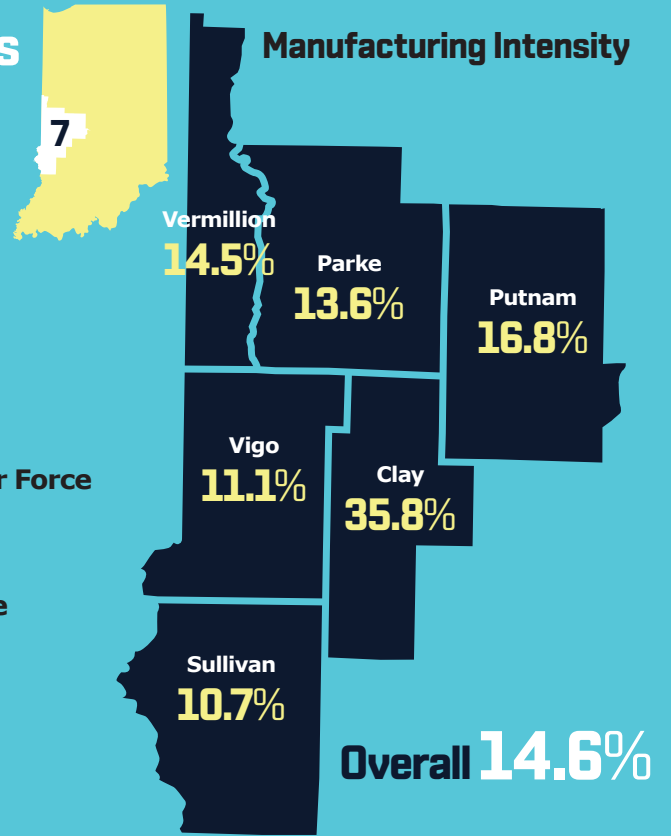 s
Manufacturing Intensity
7
Vermillion
14.5%
Parke
13.6%
Putnam
16.8%
Vigo
11.1%
Clay
35.8%
r Force
e
Sullivan
10.7%
Overall 14.6%